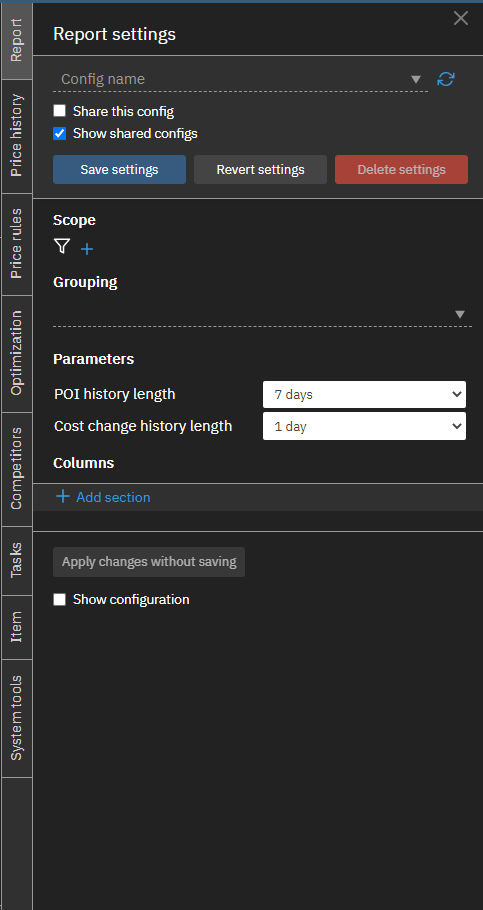 Report
Price history
Price rules
Optimization
Competitors
Tasks
Item
System tools
Report settings
Config name
Share this config
Show shared configs
Save settings
Revert settings
Delete settings
Scope
Grouping
Parameters
POI history length
7 days
Cost change history length
1 day
Columns
Add section
Apply changes without saving
Show configuration